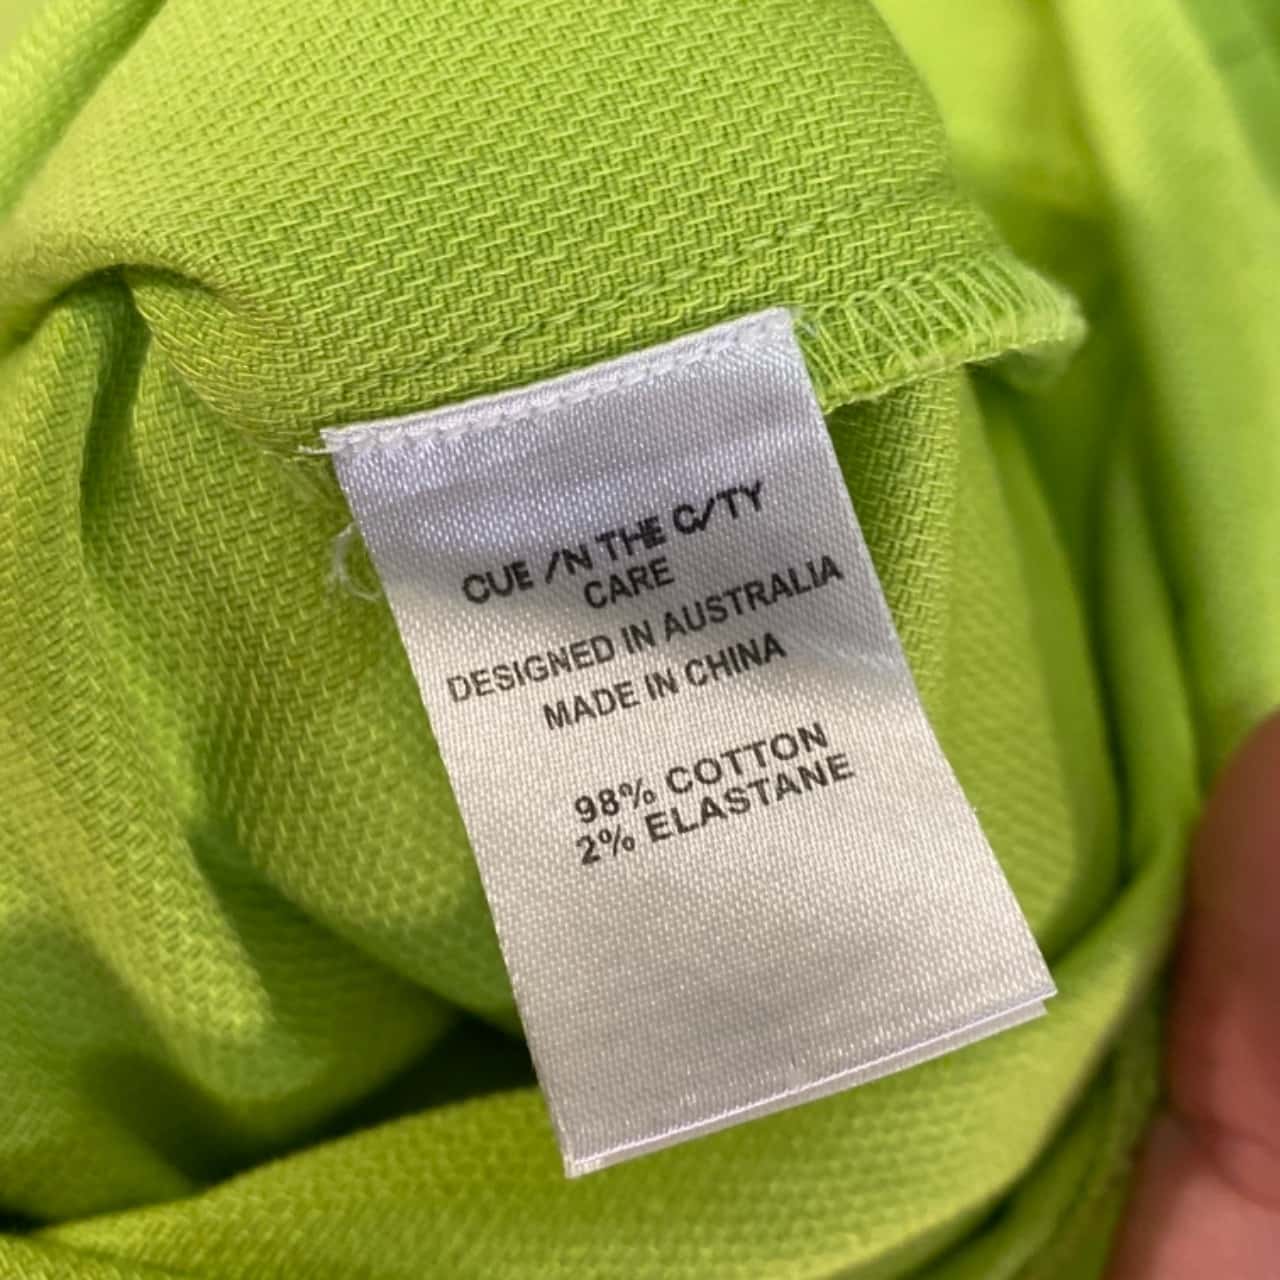 CUE /N THE C/TY
CARE
DESIGNED IN AUSTRALIA
MADE IN CHINA
98% COTTON
2% ELASTANE